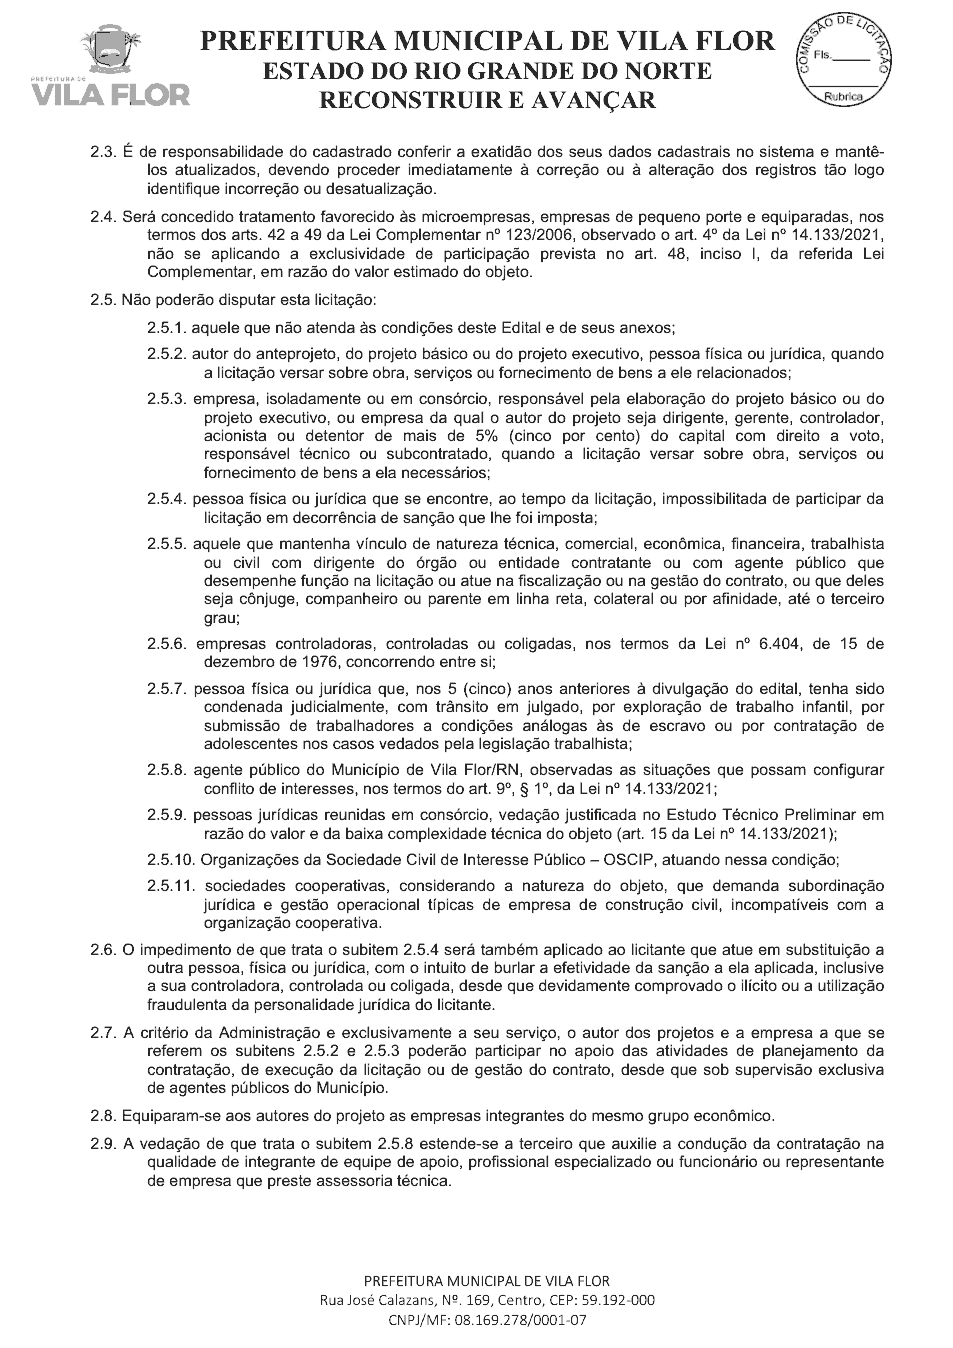 PREFEITURA DE
VILA FLOR
PREFEITURA MUNICIPAL DE VILA FLOR
ESTADO DO RIO GRANDE DO NORTE
RECONSTRUIR E AVANÇAR
COMISSÃO DE LICITAÇÃO
Fls.______
Rubrica
2.3. É de responsabilidade do cadastrado conferir a exatidão dos seus dados cadastrais no sistema e mantê-
los atualizados, devendo proceder imediatamente à correção ou à alteração dos registros tão logo
identifique incorreção ou desatualização.
2.4. Será concedido tratamento favorecido às microempresas, empresas de pequeno porte e equiparadas, nos
termos dos arts. 42 a 49 da Lei Complementar nº 123/2006, observado o art. 4º da Lei nº 14.133/2021,
não se aplicando a exclusividade de participação prevista no art. 48, inciso I, da referida Lei
Complementar, em razão do valor estimado do objeto.
2.5. Não poderão disputar esta licitação:
2.5.1. aquele que não atenda às condições deste Edital e de seus anexos;
2.5.2. autor do anteprojeto, do projeto básico ou do projeto executivo, pessoa física ou jurídica, quando
a licitação versar sobre obra, serviços ou fornecimento de bens a ele relacionados;
2.5.3. empresa, isoladamente ou em consórcio, responsável pela elaboração do projeto básico ou do
projeto executivo, ou empresa da qual o autor do projeto seja dirigente, gerente, controlador,
acionista ou detentor de mais de 5% (cinco por cento) do capital com direito a voto,
responsável técnico ou subcontratado, quando a licitação versar sobre obra, serviços ou
fornecimento de bens a ela necessários;
2.5.4. pessoa física ou jurídica que se encontre, ao tempo da licitação, impossibilitada de participar da
licitação em decorrência de sanção que lhe foi imposta;
2.5.5. aquele que mantenha vínculo de natureza técnica, comercial, econômica, financeira, trabalhista
ou civil com dirigente do órgão ou entidade contratante ou com agente público que
desempenhe função na licitação ou atue na fiscalização ou na gestão do contrato, ou que deles
seja cônjuge, companheiro ou parente em linha reta, colateral ou por afinidade, até o terceiro
grau;
2.5.6. empresas controladoras, controladas ou coligadas, nos termos da Lei nº 6.404, de 15 de
dezembro de 1976, concorrendo entre si;
2.5.7. pessoa física ou jurídica que, nos 5 (cinco) anos anteriores à divulgação do edital, tenha sido
condenada judicialmente, com trânsito em julgado, por exploração de trabalho infantil, por
submissão de trabalhadores a condições análogas às de escravo ou por contratação de
adolescentes nos casos vedados pela legislação trabalhista;
2.5.8. agente público do Município de Vila Flor/RN, observadas as situações que possam configurar
conflito de interesses, nos termos do art. 9º, § 1º, da Lei nº 14.133/2021;
2.5.9. pessoas jurídicas reunidas em consórcio, vedação justificada no Estudo Técnico Preliminar em
razão do valor e da baixa complexidade técnica do objeto (art. 15 da Lei nº 14.133/2021);
2.5.10. Organizações da Sociedade Civil de Interesse Público – OSCIP, atuando nessa condição;
2.5.11. sociedades cooperativas, considerando a natureza do objeto, que demanda subordinação
jurídica e gestão operacional típicas de empresa de construção civil, incompatíveis com a
organização cooperativa.
2.6. O impedimento de que trata o subitem 2.5.4 será também aplicado ao licitante que atue em substituição a
outra pessoa, física ou jurídica, com o intuito de burlar a efetividade da sanção a ela aplicada, inclusive
a sua controladora, controlada ou coligada, desde que devidamente comprovado o ilícito ou a utilização
fraudulenta da personalidade jurídica do licitante.
2.7. A critério da Administração e exclusivamente a seu serviço, o autor dos projetos e a empresa a que se
referem os subitens 2.5.2 e 2.5.3 poderão participar no apoio das atividades de planejamento da
contratação, de execução da licitação ou de gestão do contrato, desde que sob supervisão exclusiva
de agentes públicos do Município.
2.8. Equiparam-se aos autores do projeto as empresas integrantes do mesmo grupo econômico.
2.9. A vedação de que trata o subitem 2.5.8 estende-se a terceiro que auxilie a condução da contratação na
qualidade de integrante de equipe de apoio, profissional especializado ou funcionário ou representante
de empresa que preste assessoria técnica.
PREFEITURA MUNICIPAL DE VILA FLOR
Rua José Calazans, Nº. 169, Centro, CEP: 59.192-000
CNPJ/MF: 08.169.278/0001-07